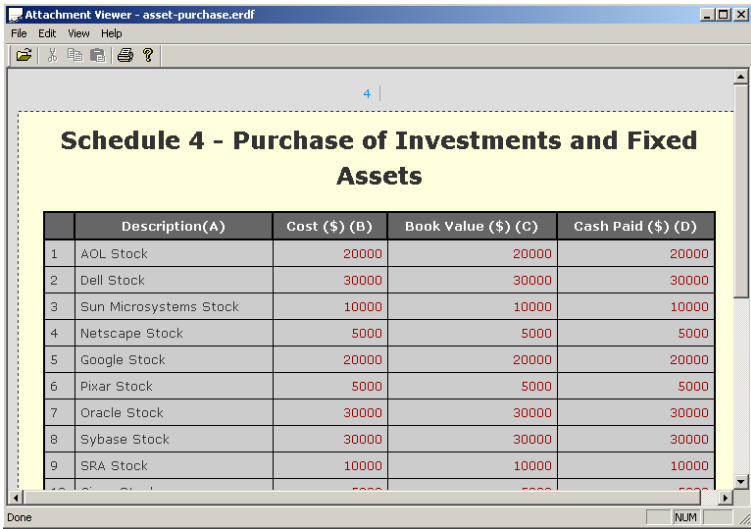 Attachment Viewer - asset-purchase.erdf
File Edit View Help
4
Schedule 4 - Purchase of Investments and Fixed
Assets
Description(A) Cost ($) (B) Book Value ($) (C) Cash Paid ($) (D)
1 AOL Stock 20000 20000 20000
2 Dell Stock 30000 30000 30000
3 Sun Microsystems Stock 10000 10000 10000
4 Netscape Stock 5000 5000 5000
5 Google Stock 20000 20000 20000
6 Pixar Stock 5000 5000 5000
7 Oracle Stock 30000 30000 30000
8 Sybase Stock 30000 30000 30000
9 SRA Stock 10000 10000 10000
Done NUM